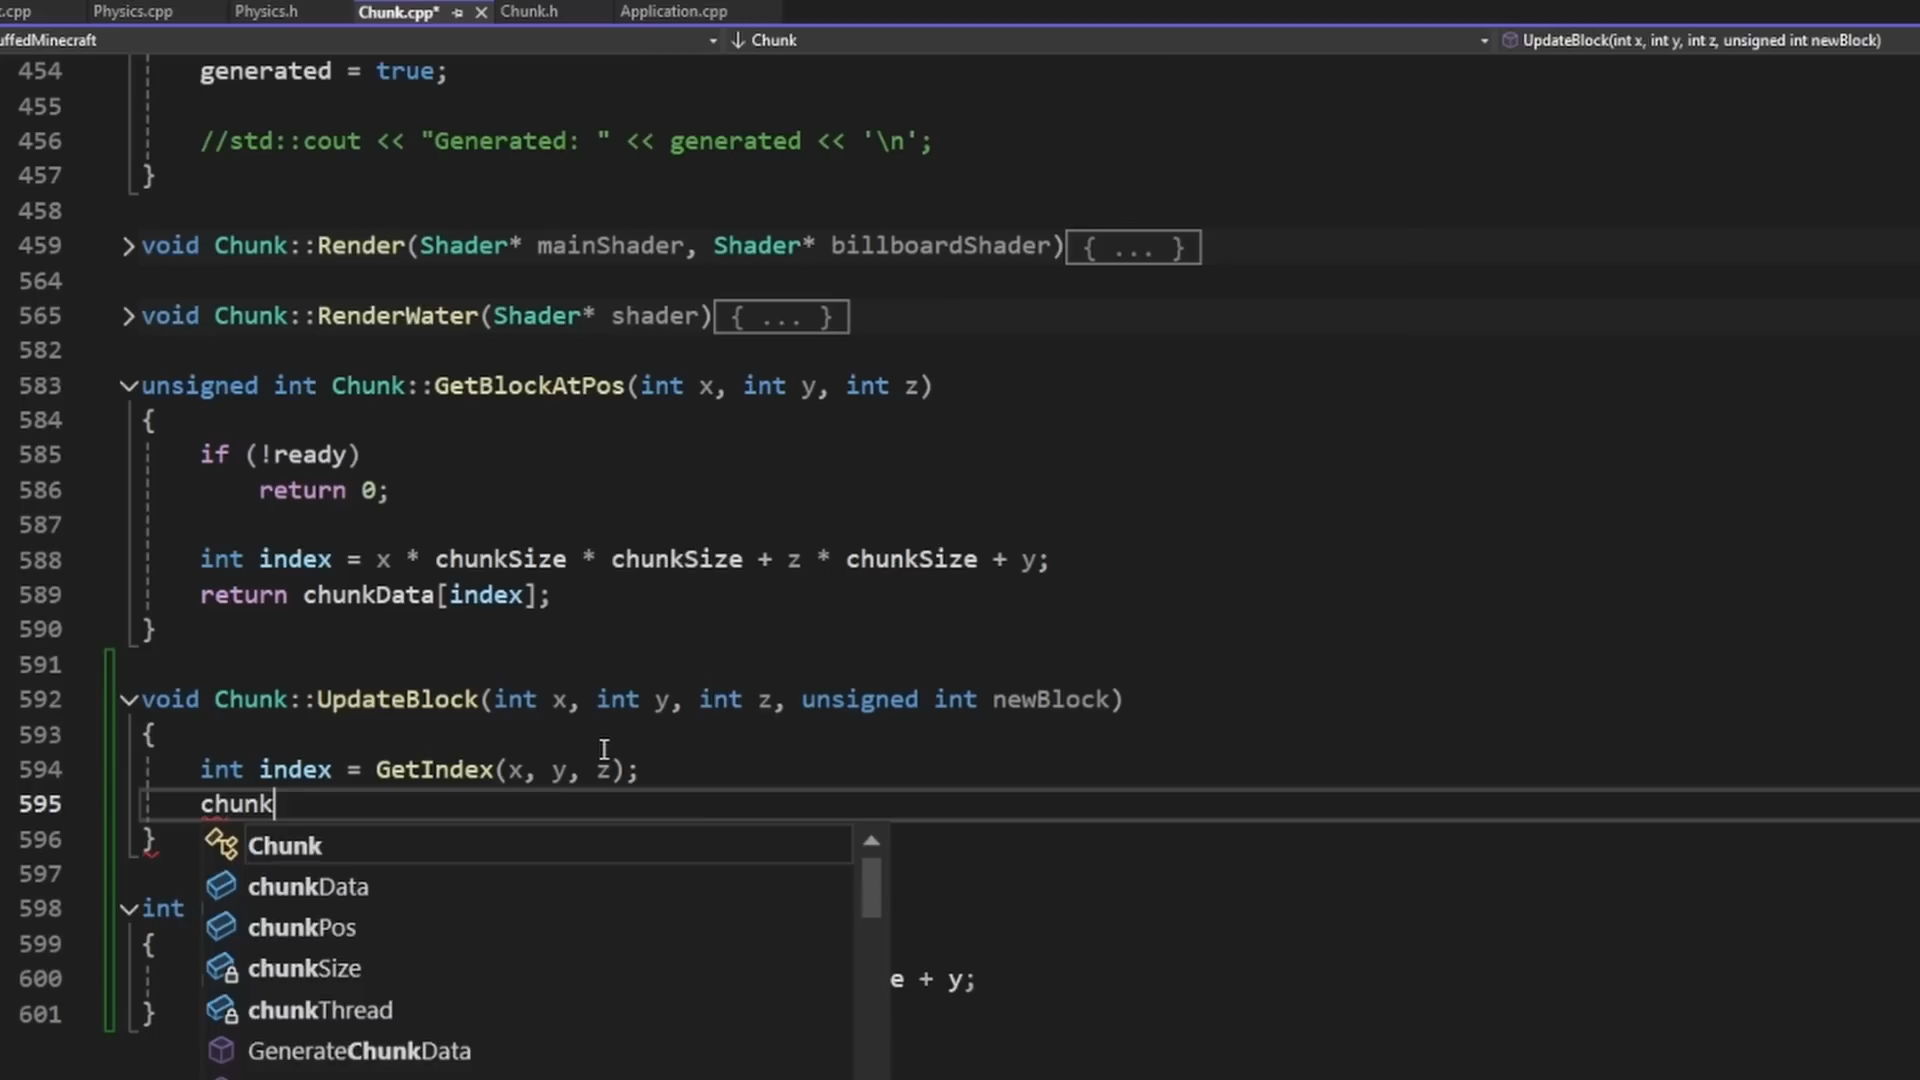 .cpp Physics.cpp Physics.h Chunk.cpp* Chunk.h Application.cpp
uffedMinecraft Chunk UpdateBlock(int x, int y, int z, unsigned int newBlock)
454 generated = true;
455
456 //std::cout << "Generated: " << generated << '\n';
457 }
458
459 void Chunk::Render(Shader* mainShader, Shader* billboardShader){ ... }
564
565 void Chunk::RenderWater(Shader* shader){ ... }
582
583 unsigned int Chunk::GetBlockAtPos(int x, int y, int z)
584 {
585 if (!ready)
586 return 0;
587
588 int index = x * chunkSize * chunkSize + z * chunkSize + y;
589 return chunkData[index];
590 }
591
592 void Chunk::UpdateBlock(int x, int y, int z, unsigned int newBlock)
593 {
594 int index = GetIndex(x, y, z);
595 chunk
596 }
Chunk
chunkData
597
chunkPos
598 int
599 {
chunkSize
600 e + y;
chunkThread
601 }
GenerateChunkData